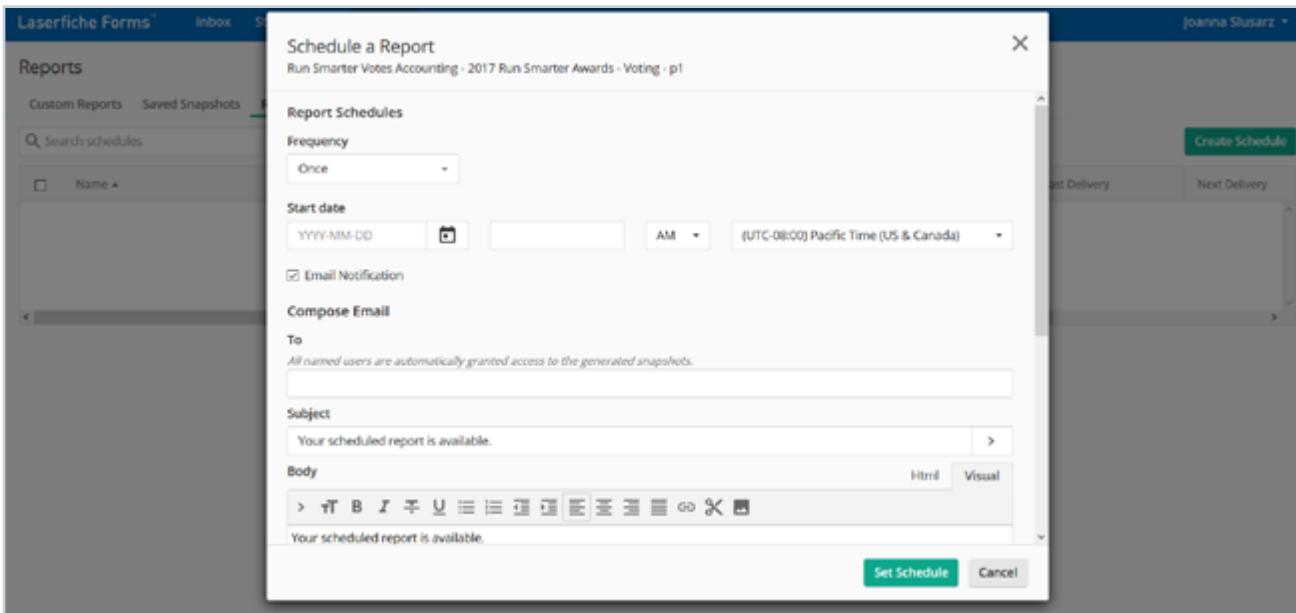 Laserfiche Forms™ Inbox Joanna Slusarz
Reports
Custom Reports Saved Snapshots
Search schedules
Create Schedule
Name Delivery Next Delivery
Schedule a Report
Run Smarter Votes Accounting - 2017 Run Smarter Awards - Voting - p1
Report Schedules
Frequency
Once
Start date
YYYY-MM-DD AM (UTC-08:00) Pacific Time (US & Canada)
Email Notification
Compose Email
To
All named users are automatically granted access to the generated snapshots.
Subject
Your scheduled report is available.
Body Html Visual
Your scheduled report is available.
Set Schedule Cancel